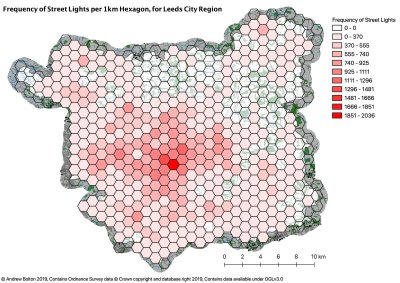 Frequency of Street Lights per 1km Hexagon, for Leeds City Region
Frequency of Street Lights
0 - 0
0 - 370
370 - 555
555 - 740
740 - 925
925 - 1111
1111 - 1296
1296 - 1481
1481 - 1666
1666 - 1851
1851 - 2036
0 2 4 6 8 10 km
© Andrew Bolton 2019, Contains Ordnance Survey data © Crown copyright and database right 2019, Contains data available under OGLv3.0